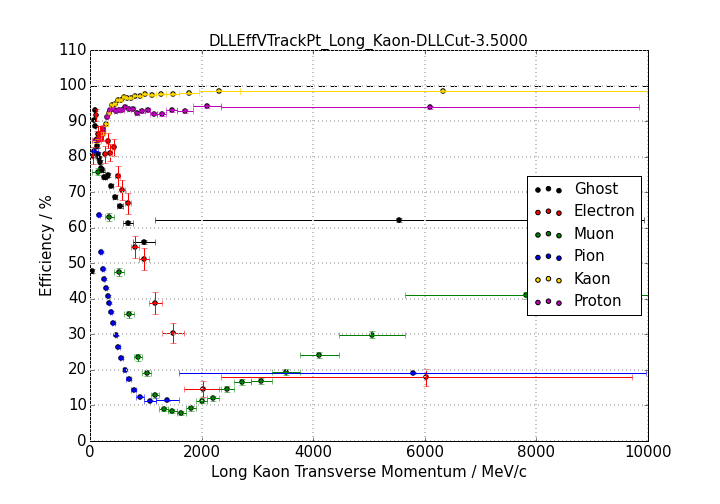 DLLEffVTrackPt_Long_Kaon-DLLCut-3.5000
110
100
90
80
70
60
50
40
30
20
10
0
Efficiency / %
Ghost
Electron
Muon
Pion
Kaon
Proton
0 2000 4000 6000 8000 10000
Long Kaon Transverse Momentum / MeV/c